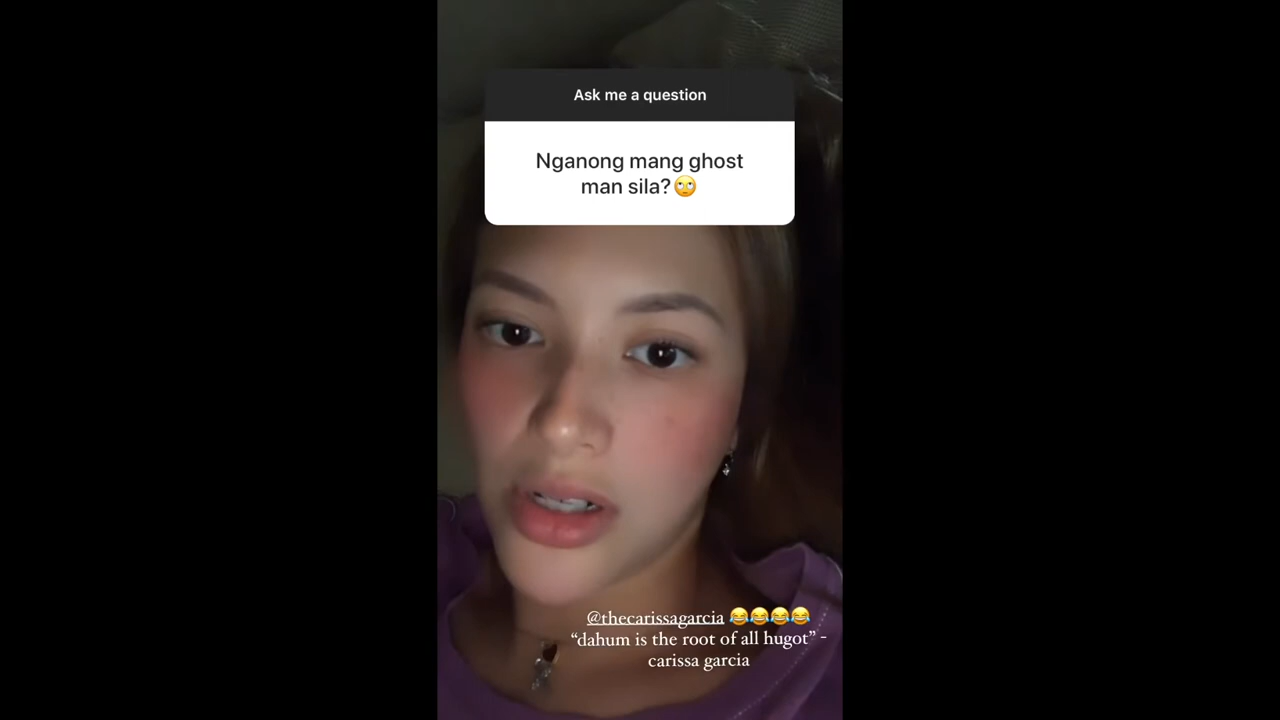 Ask me a question
Nganong mang ghost
man sila?🙄
@thecarissagarcia 😂😂😂😂
“dahum is the root of all hugot” -
carissa garcia